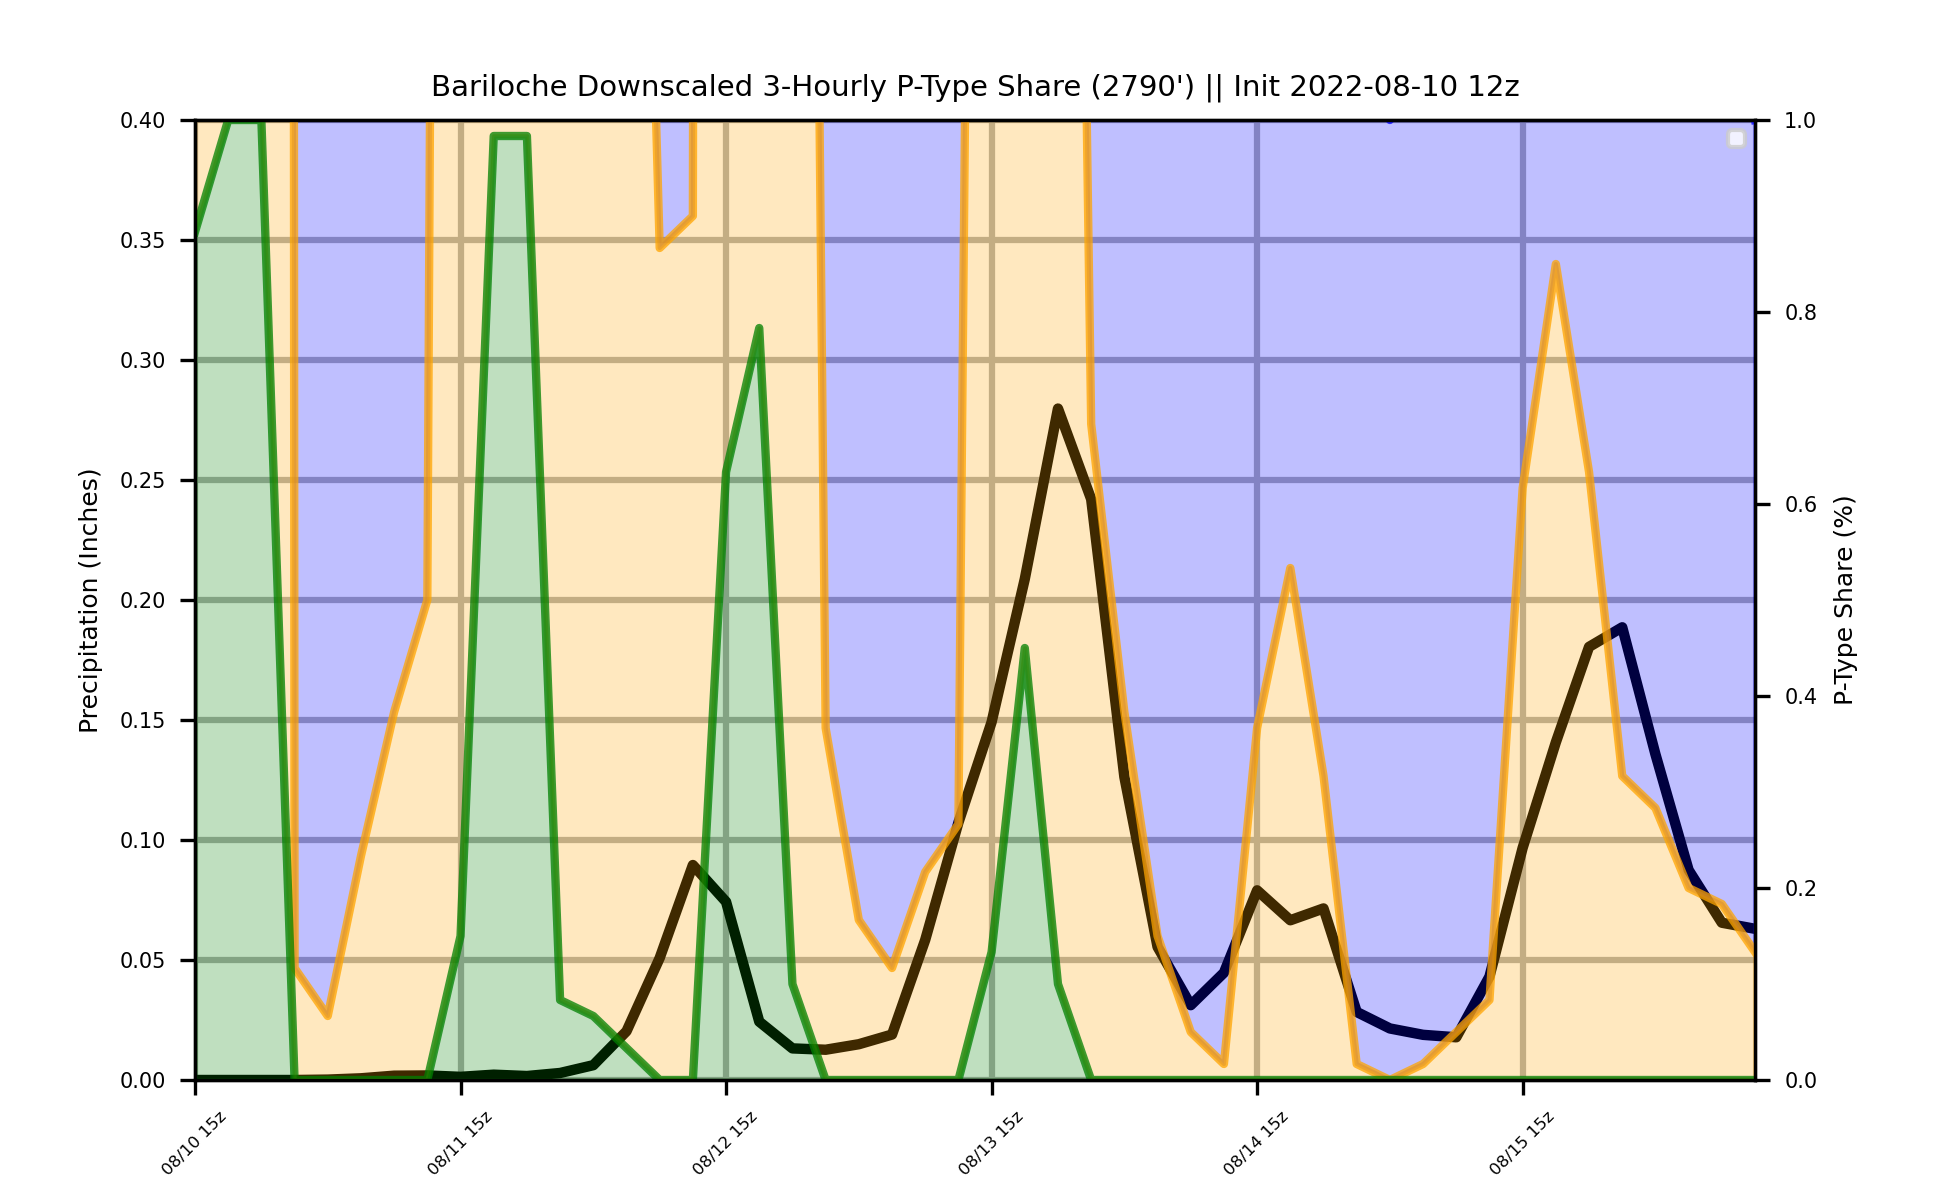 Bariloche Downscaled 3-Hourly P-Type Share (2790') || Init 2022-08-10 12z
0.40
0.35
0.30
0.25
0.20
0.15
0.10
0.05
0.00
Precipitation (Inches)
1.0
0.8
0.6
0.4
0.2
0.0
P-Type Share (%)
08/10 15z
08/11 15z
08/12 15z
08/13 15z
08/14 15z
08/15 15z